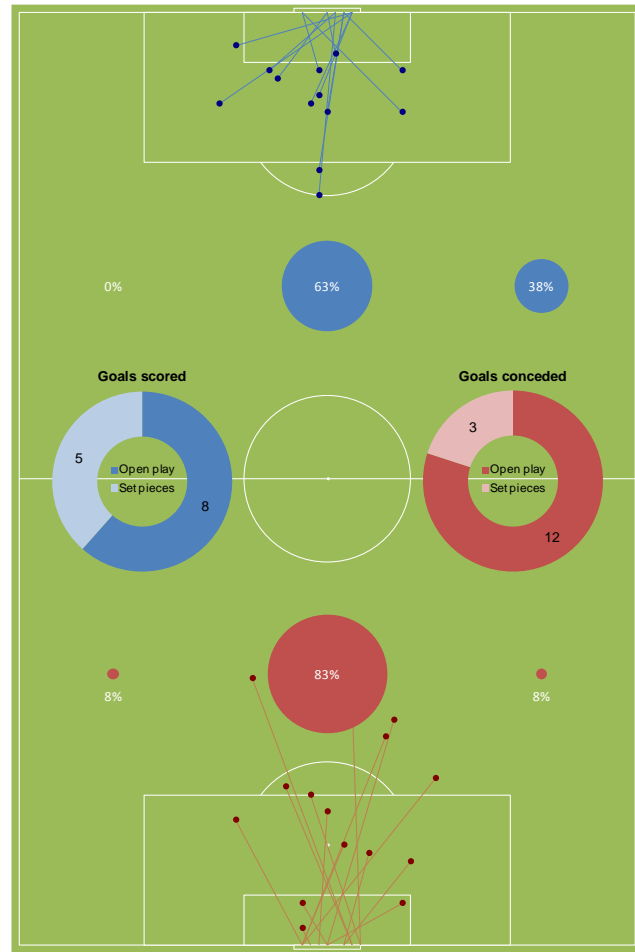 0%
63%
38%
Goals scored
Goals conceded
5
Open play
Set pieces
8
3
Open play
Set pieces
12
83%
8%
8%